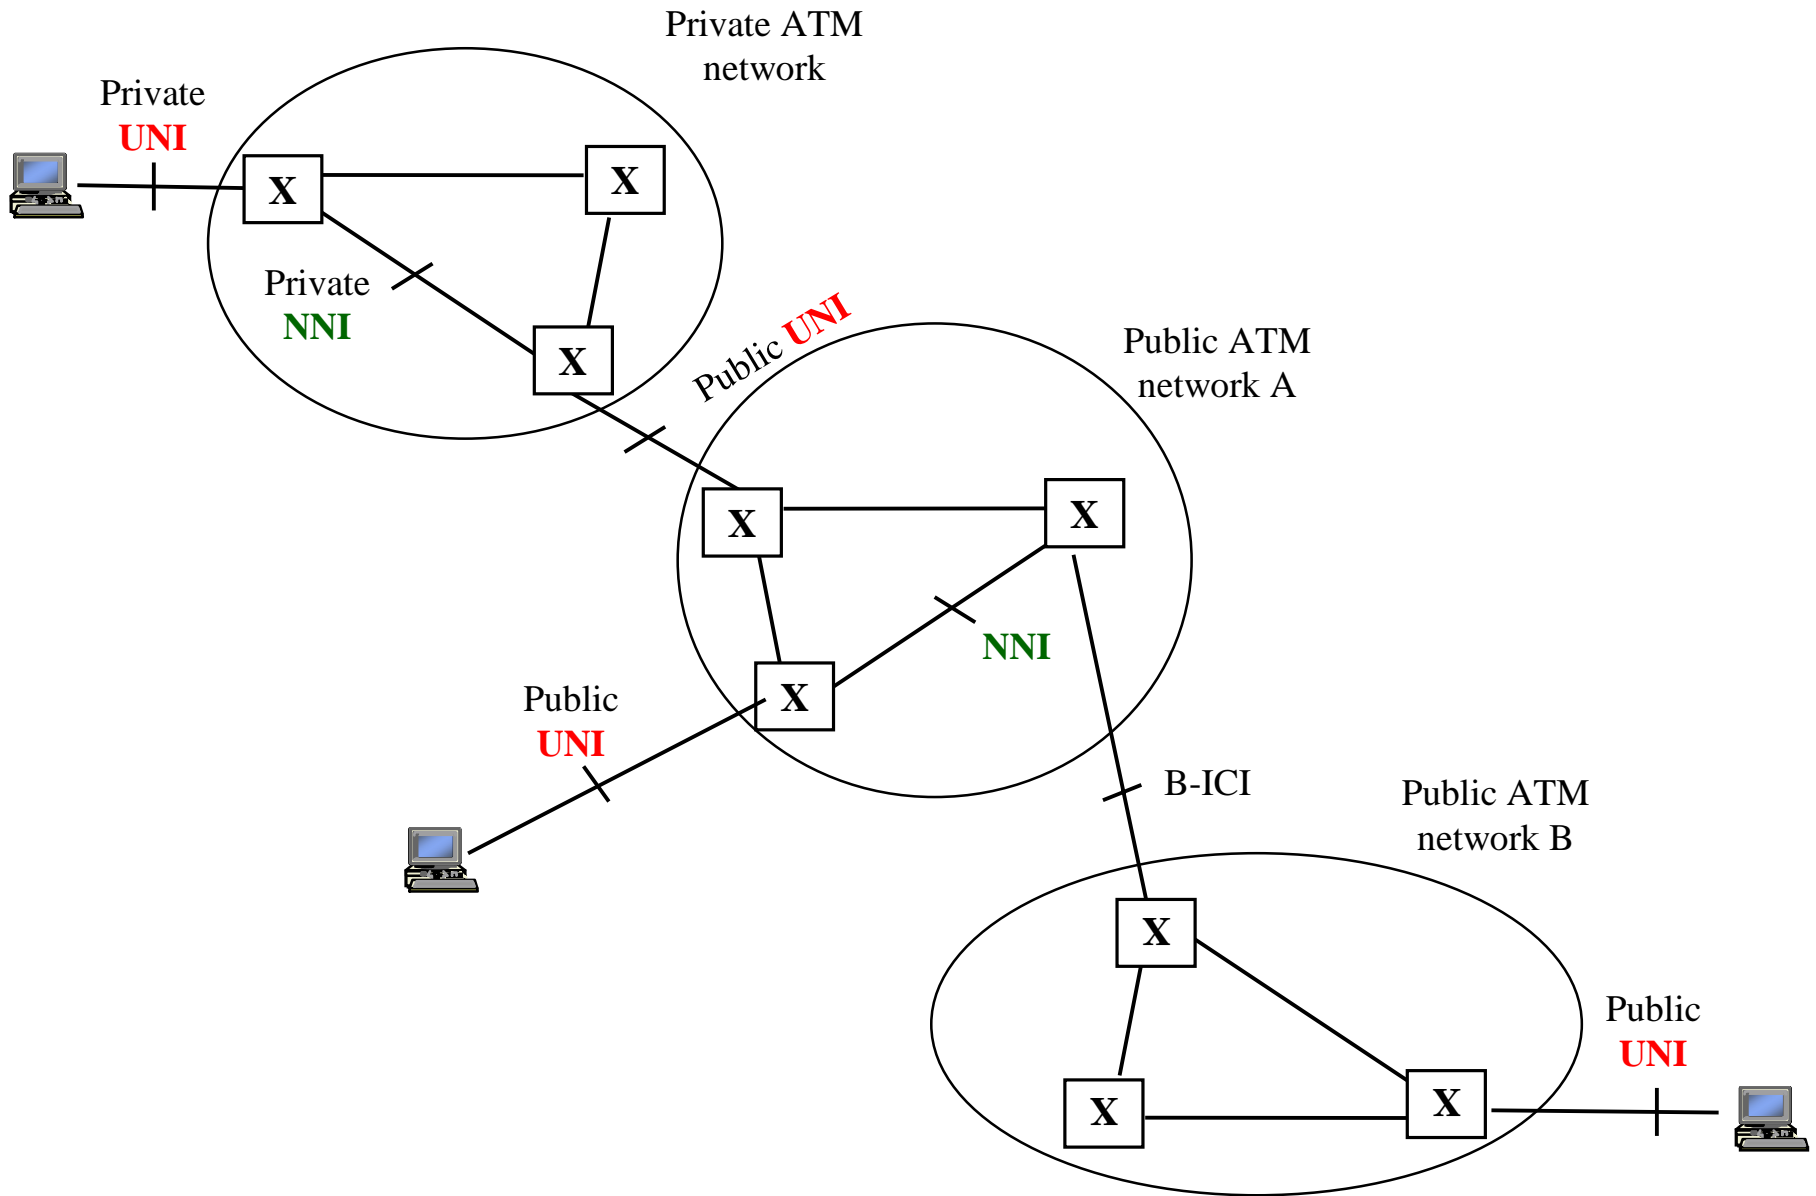 Private ATM
network
Private
UNI
X
X
Private
NNI
X
Public UNI
Public ATM
network A
X
X
NNI
X
Public
UNI
B-ICI
Public ATM
network B
X
Public
UNI
X
X